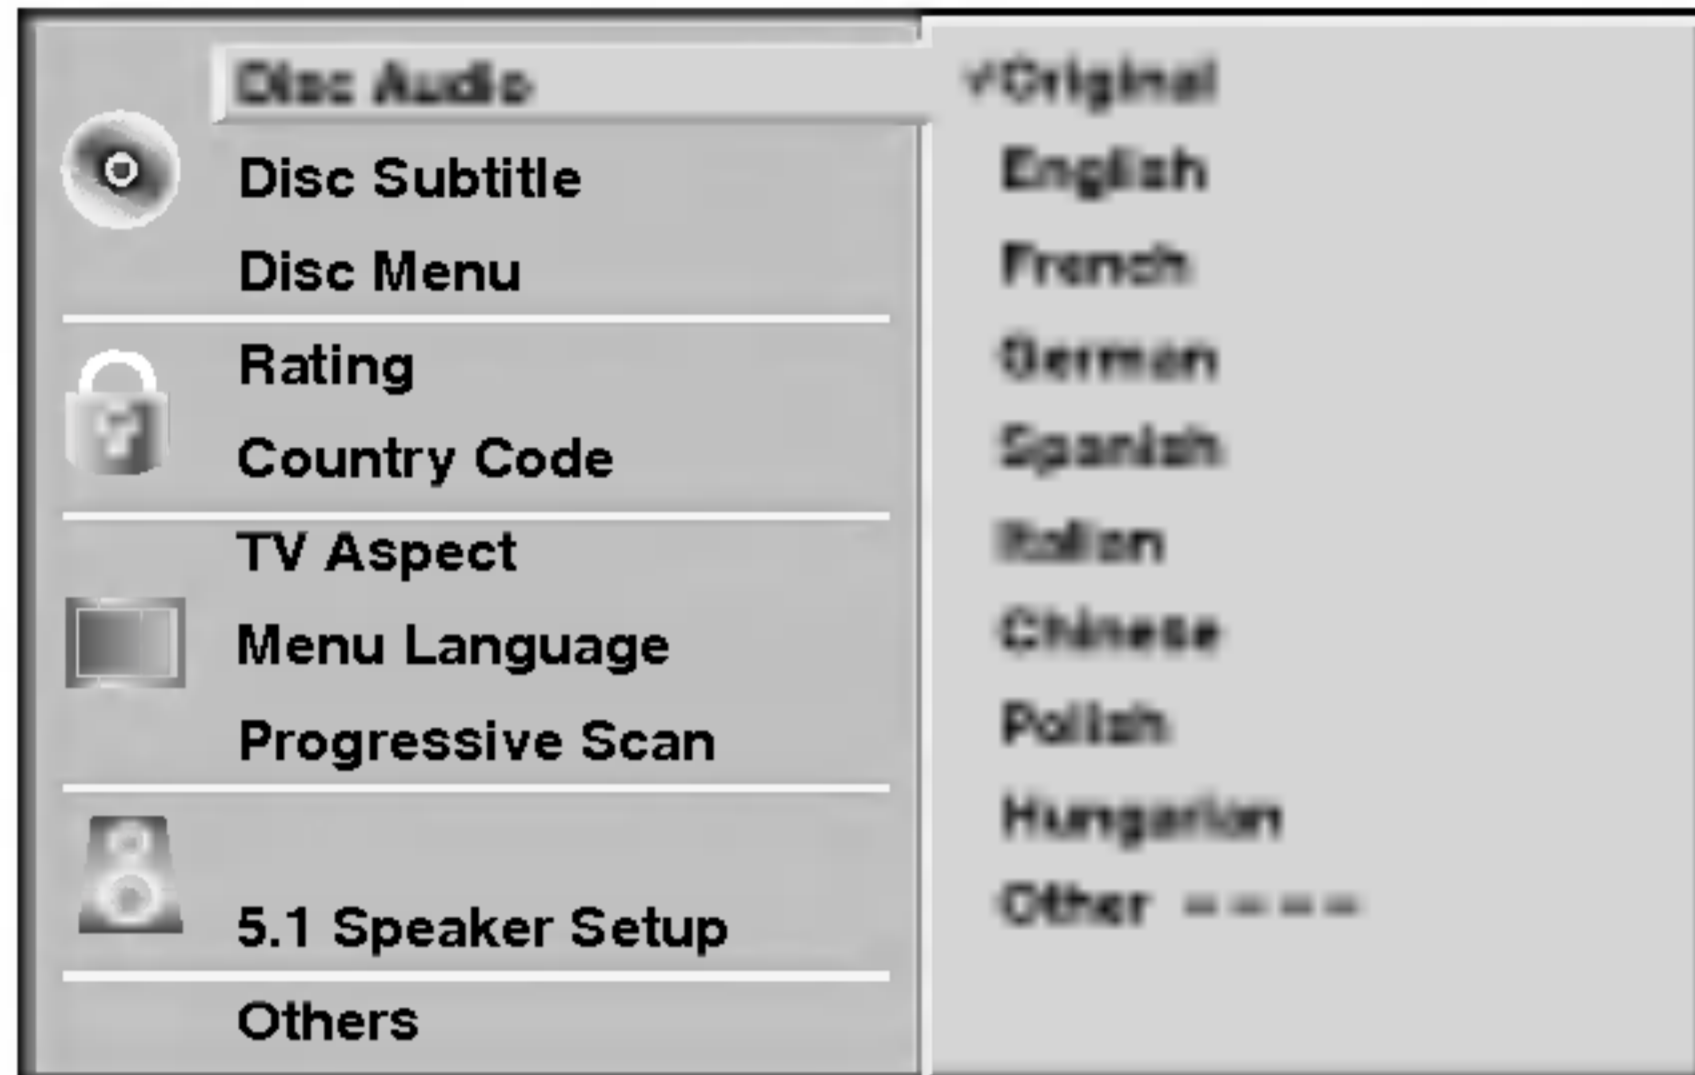 Disc Audio
Disc Subtitle
Disc Menu
Rating
Country Code
TV Aspect
Menu Language
Progressive Scan
5.1 Speaker Setup
Others
✓Original
English
French
German
Spanish
Italian
Chinese
Polish
Hungarian
Other – – – –